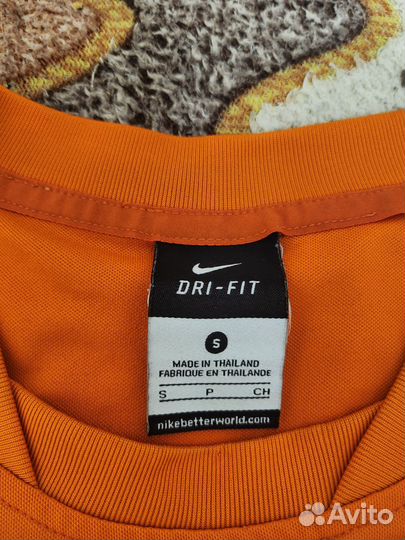 DRI-FIT
S
MADE IN THAILAND
FABRIQUE EN THAILANDE
S P CH
nikebetterworld.com
Avito